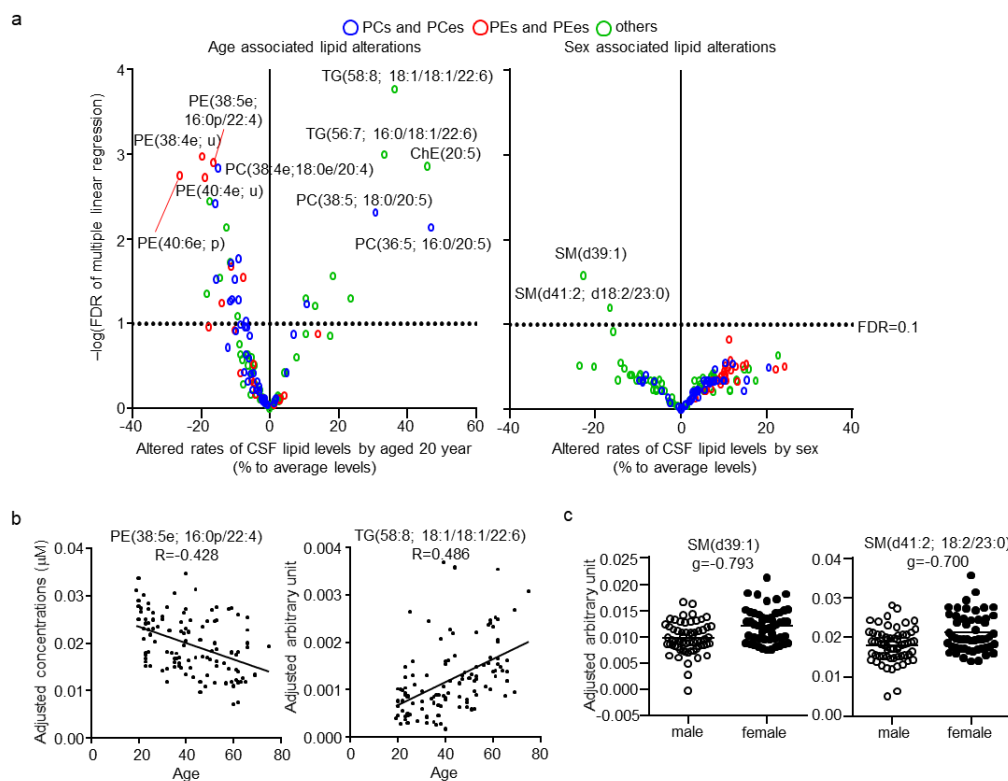 a
PCs and PCes PEs and PEes others
Age associated lipid alterations
Sex associated lipid alterations
−log(FDR of multiple linear regression)
4
3
2
1
0
TG(58:8; 18:1/18:1/22:6)
PE(38:5e;
16:0p/22:4)
PE(38:4e; u)
TG(56:7; 16:0/18:1/22:6)
ChE(20:5)
PC(38:4e;18:0e/20:4)
PE(40:4e; u)
PC(38:5; 18:0/20:5)
PE(40:6e; p)
PC(36:5; 16:0/20:5)
SM(d39:1)
SM(d41:2; d18:2/23:0)
FDR=0.1
-40 -20 0 20 40 60
-40 -20 0 20 40
Altered rates of CSF lipid levels by aged 20 year
(% to average levels)
Altered rates of CSF lipid levels by sex
(% to average levels)
b
PE(38:5e; 16:0p/22:4)
R=-0.428
Adjusted concentrations (μM)
0.04
0.03
0.02
0.01
0.00
0 20 40 60 80
Age
TG(58:8; 18:1/18:1/22:6)
R=0.486
Adjusted arbitrary unit
0.004
0.003
0.002
0.001
0.000
0 20 40 60 80
Age
c
SM(d39:1)
g=-0.793
Adjusted arbitrary unit
0.025
0.020
0.015
0.010
0.005
0.000
-0.005
male female
SM(d41:2; 18:2/23:0)
g=-0.700
0.04
0.03
0.02
0.01
0.00
male female